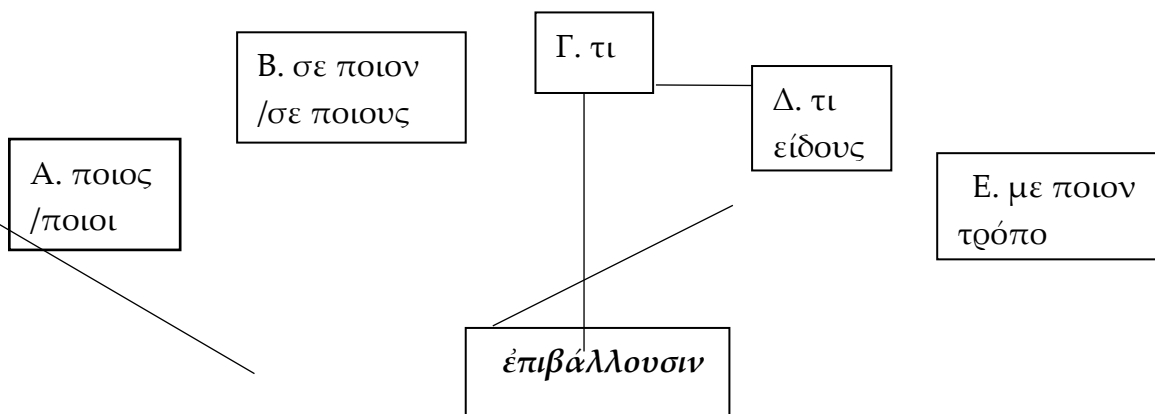 Α. ποιος
/ποιοι
Β. σε ποιον
/σε ποιους
Γ. τι
Δ. τι
είδους
Ε. με ποιον
τρόπο
ἐπιβάλλουσιν